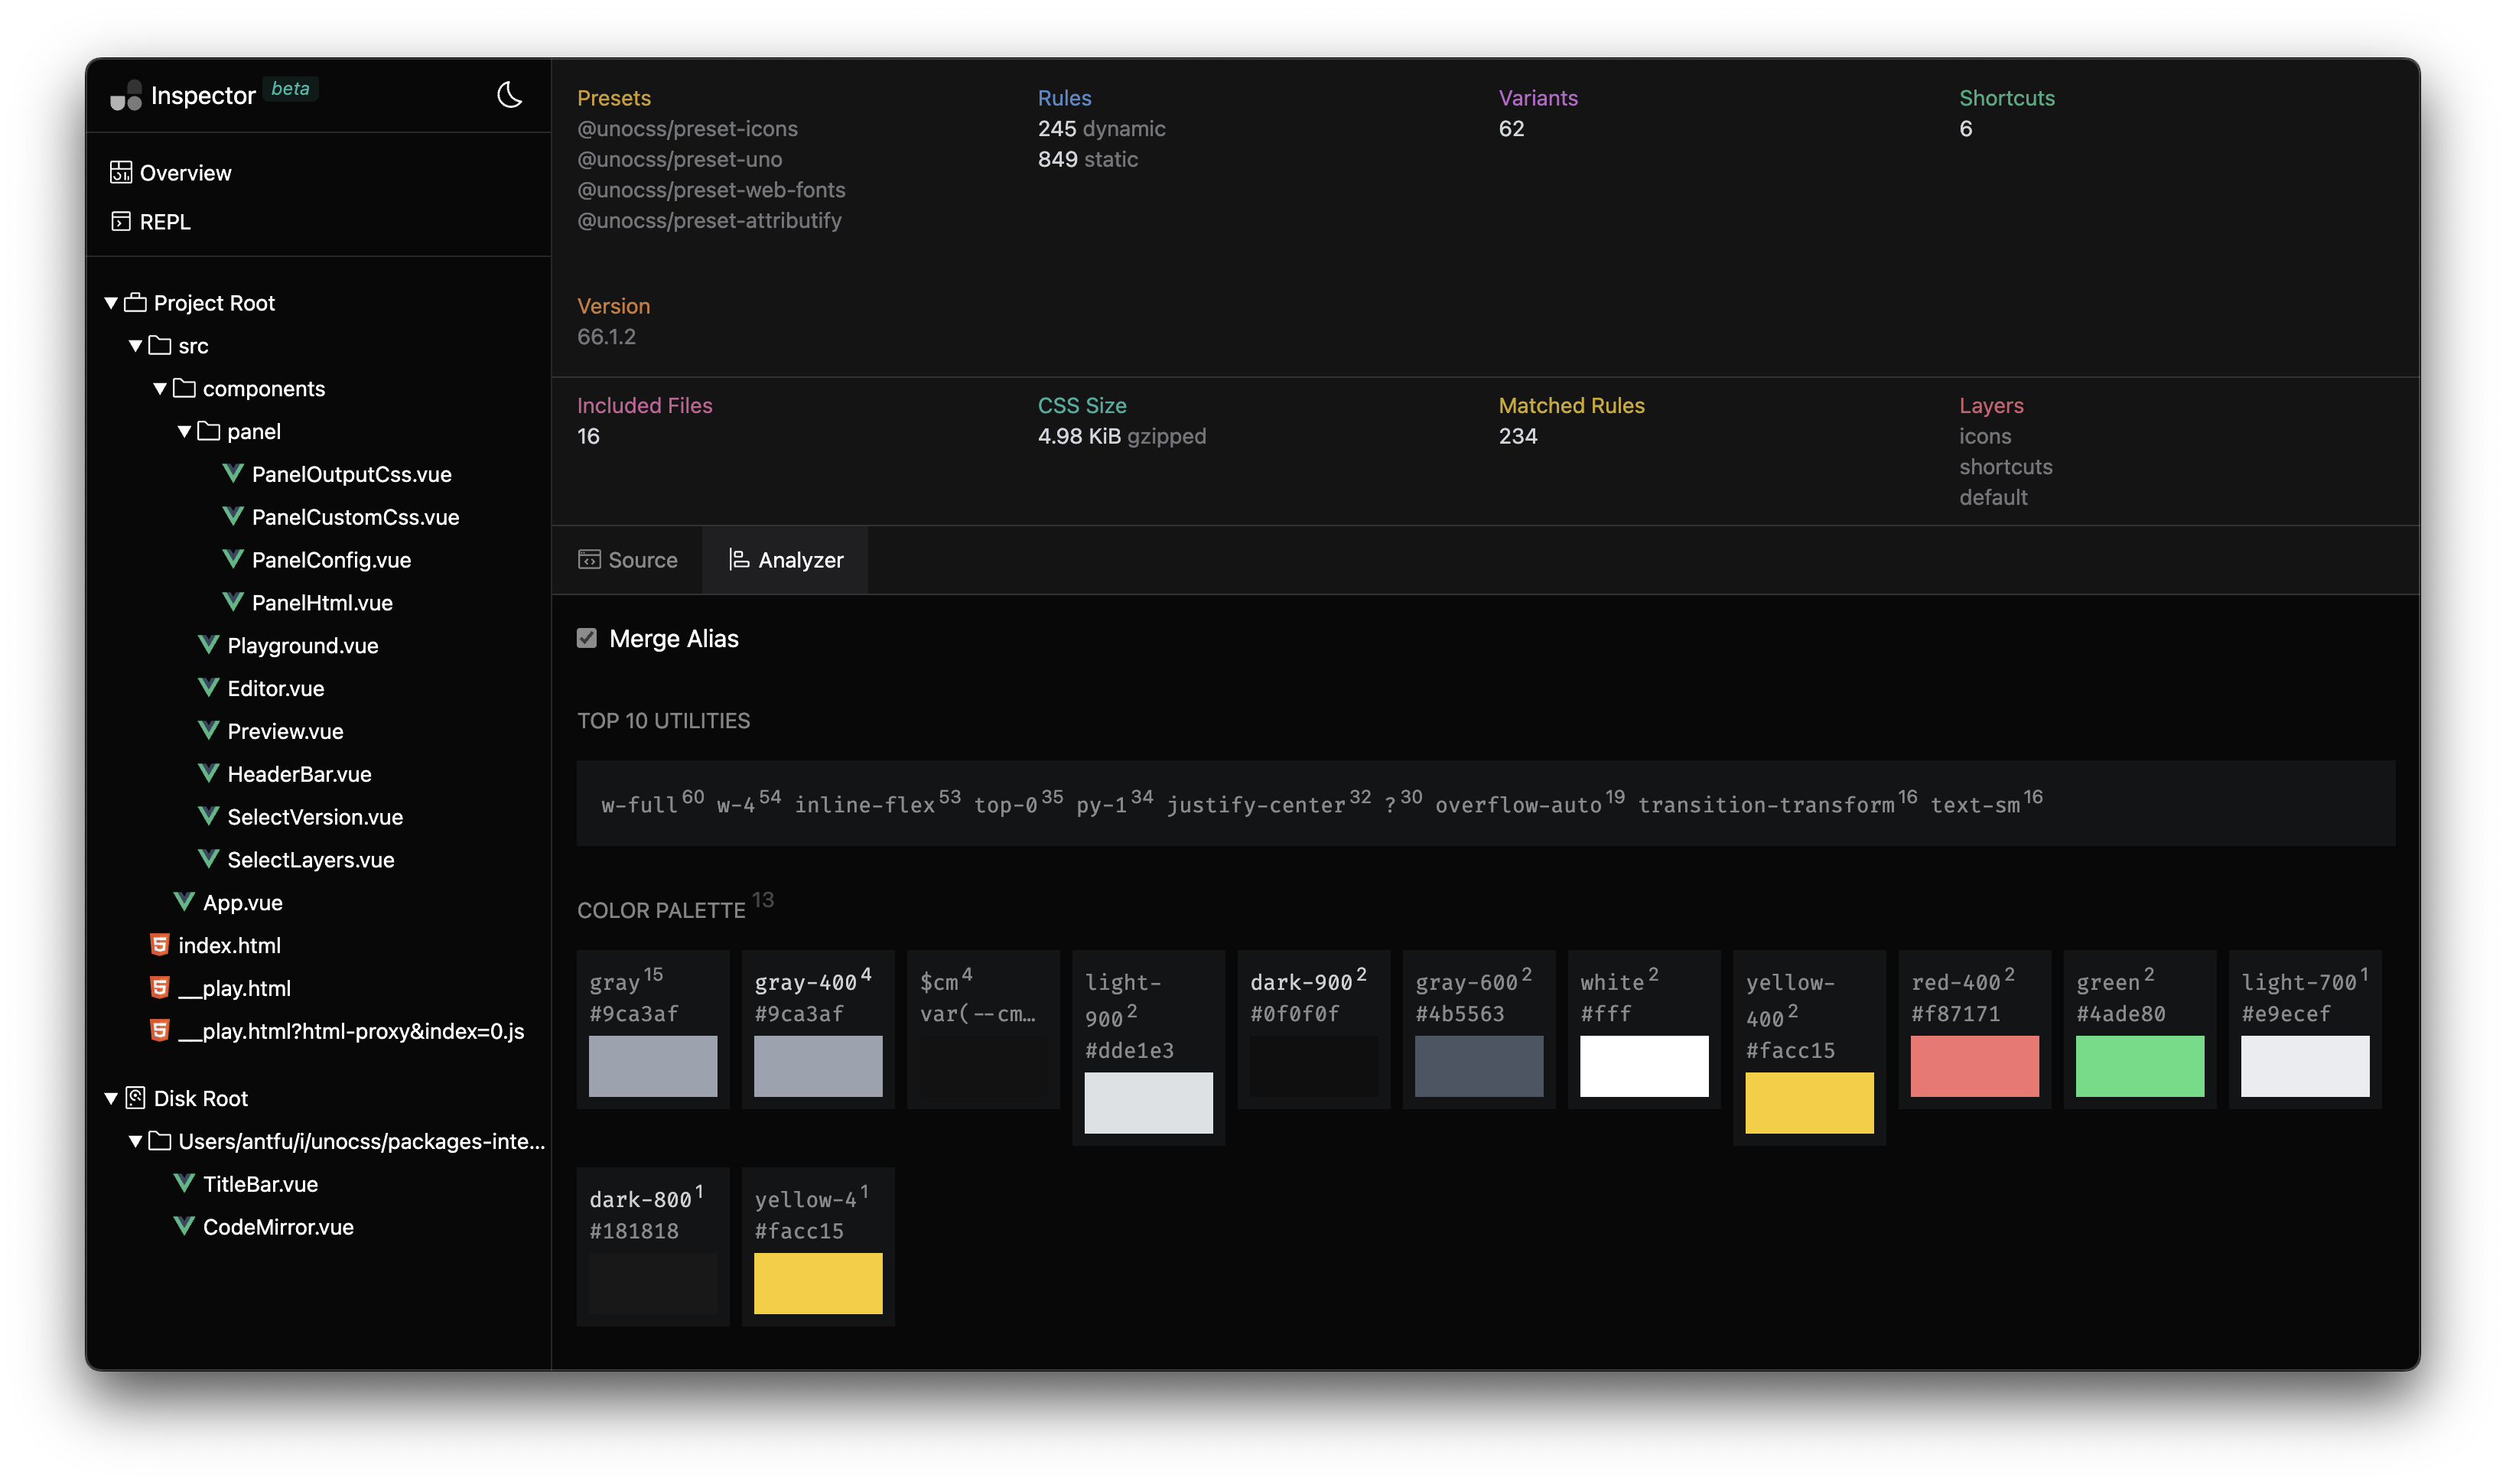 Inspector beta
Overview
REPL
Project Root
src
components
panel
PanelOutputCss.vue
PanelCustomCss.vue
PanelConfig.vue
PanelHtml.vue
Playground.vue
Editor.vue
Preview.vue
HeaderBar.vue
SelectVersion.vue
SelectLayers.vue
App.vue
index.html
__play.html
__play.html?html-proxy&index=0.js
Disk Root
Users/antfu/i/unocss/packages-inte...
TitleBar.vue
CodeMirror.vue
Presets
@unocss/preset-icons
@unocss/preset-uno
@unocss/preset-web-fonts
@unocss/preset-attributify
Rules
245 dynamic
849 static
Variants
62
Shortcuts
6
Version
66.1.2
Included Files
16
CSS Size
4.98 KiB gzipped
Matched Rules
234
Layers
icons
shortcuts
default
Source
Analyzer
Merge Alias
TOP 10 UTILITIES
w-full 60 w-4 54 inline-flex 53 top-0 35 py-1 34 justify-center 32 ? 30 overflow-auto 19 transition-transform 16 text-sm 16
COLOR PALETTE 13
gray 15
#9ca3af
gray-400 4
#9ca3af
$cm 4
var(--cm…
light-
900 2
#dde1e3
dark-900 2
#0f0f0f
gray-600 2
#4b5563
white 2
#fff
yellow-
400 2
#facc15
red-400 2
#f87171
green 2
#4ade80
light-700 1
#e9ecef
dark-800 1
#181818
yellow-4 1
#facc15